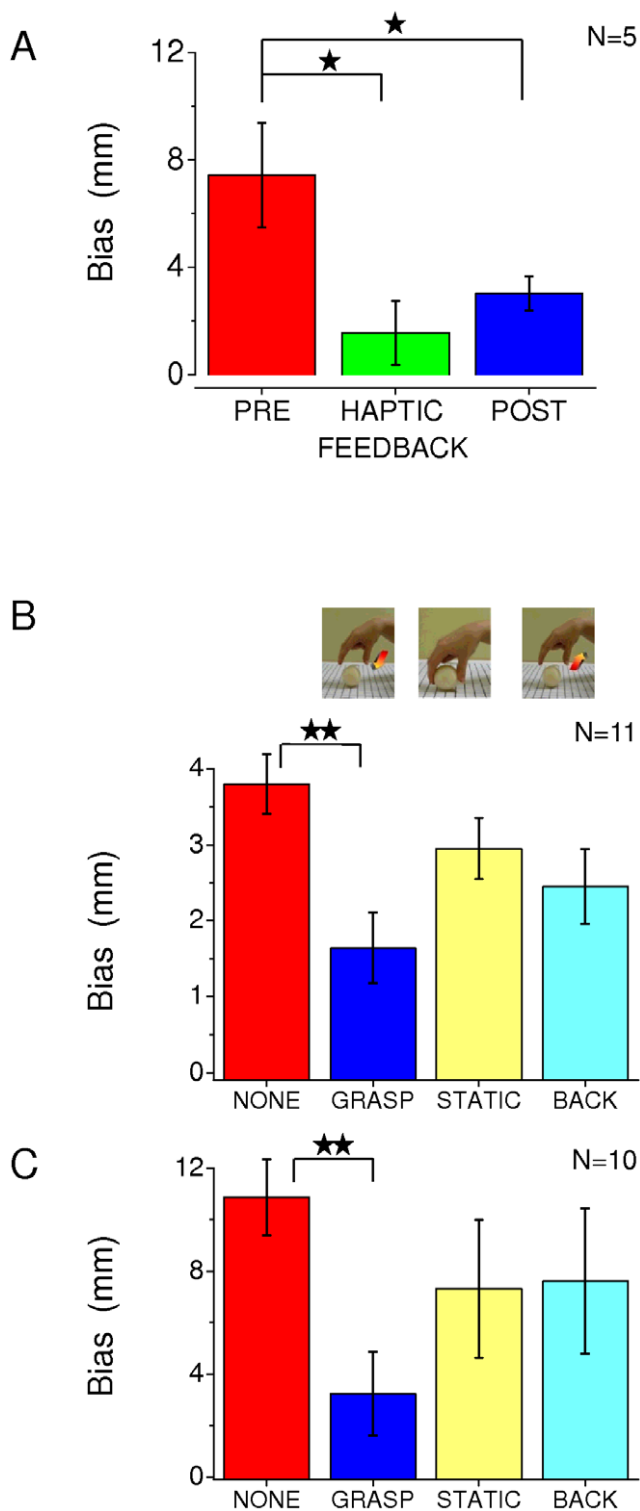 A
N=5
★
★
12
8
4
0
Bias (mm)
PRE HAPTIC POST
FEEDBACK
B
N=11
★★
4
3
2
1
0
Bias (mm)
NONE GRASP STATIC BACK
C
N=10
★★
12
8
4
0
Bias (mm)
NONE GRASP STATIC BACK